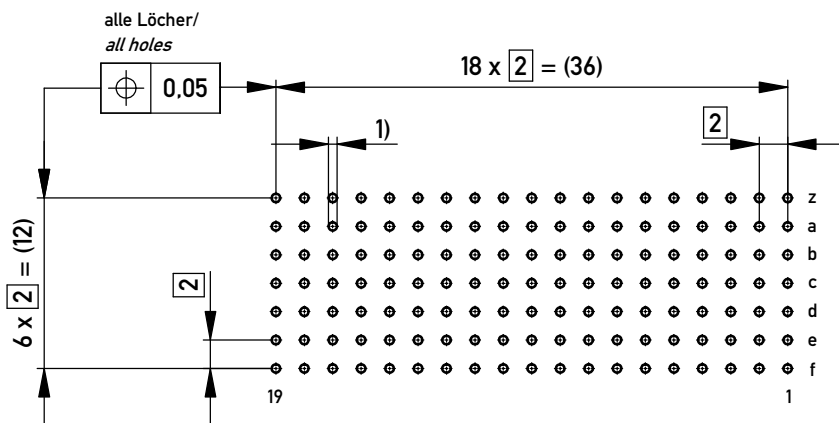 alle Löcher/
all holes
0,05
18 x 2 = (36)
1)
2
6 x 2 = (12)
2
z
a
b
c
d
e
f
19
1